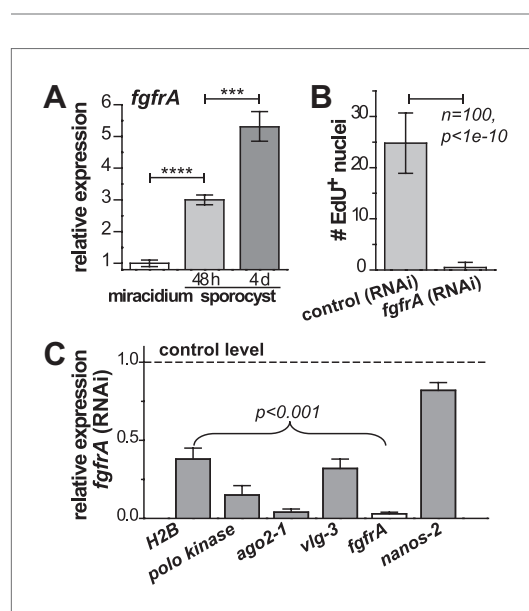 A
fgfrA
relative expression
6
5
4
3
2
1
****
***
48h
4d
miracidium
sporocyst
B
# EdU⁺ nuclei
30
20
10
0
n=100,
p<1e-10
control (RNAi)
fgfrA (RNAi)
C
relative expression
fgfrA (RNAi)
1.0
0.5
0.0
control level
p<0.001
H2B
polo kinase
ago2-1
vlg-3
fgfrA
nanos-2